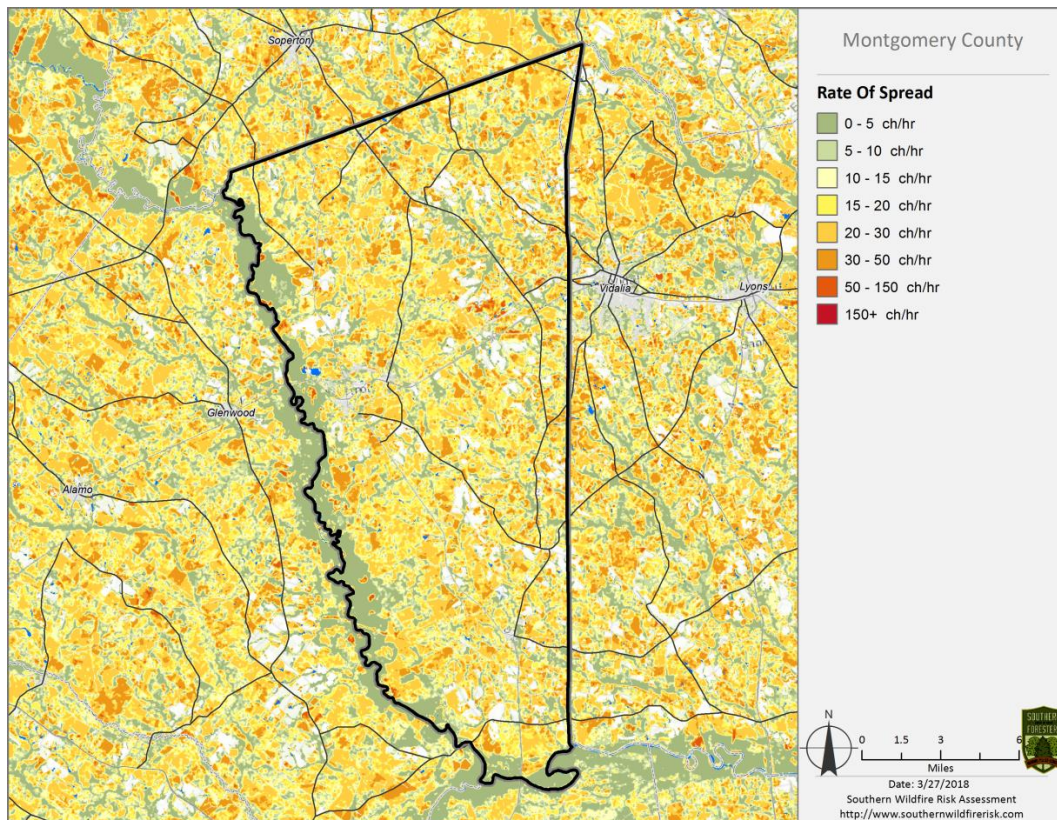 Montgomery County
Rate Of Spread
0 - 5 ch/hr
5 - 10 ch/hr
10 - 15 ch/hr
15 - 20 ch/hr
20 - 30 ch/hr
30 - 50 ch/hr
50 - 150 ch/hr
150+ ch/hr
Soperton
Vidalia
Lyons
Glenwood
Alamo
N
0 1.5 3 6
Miles
SOUTHERN
Date: 3/27/2018
Southern Wildfire Risk Assessment
http://www.southernwildfirerisk.com